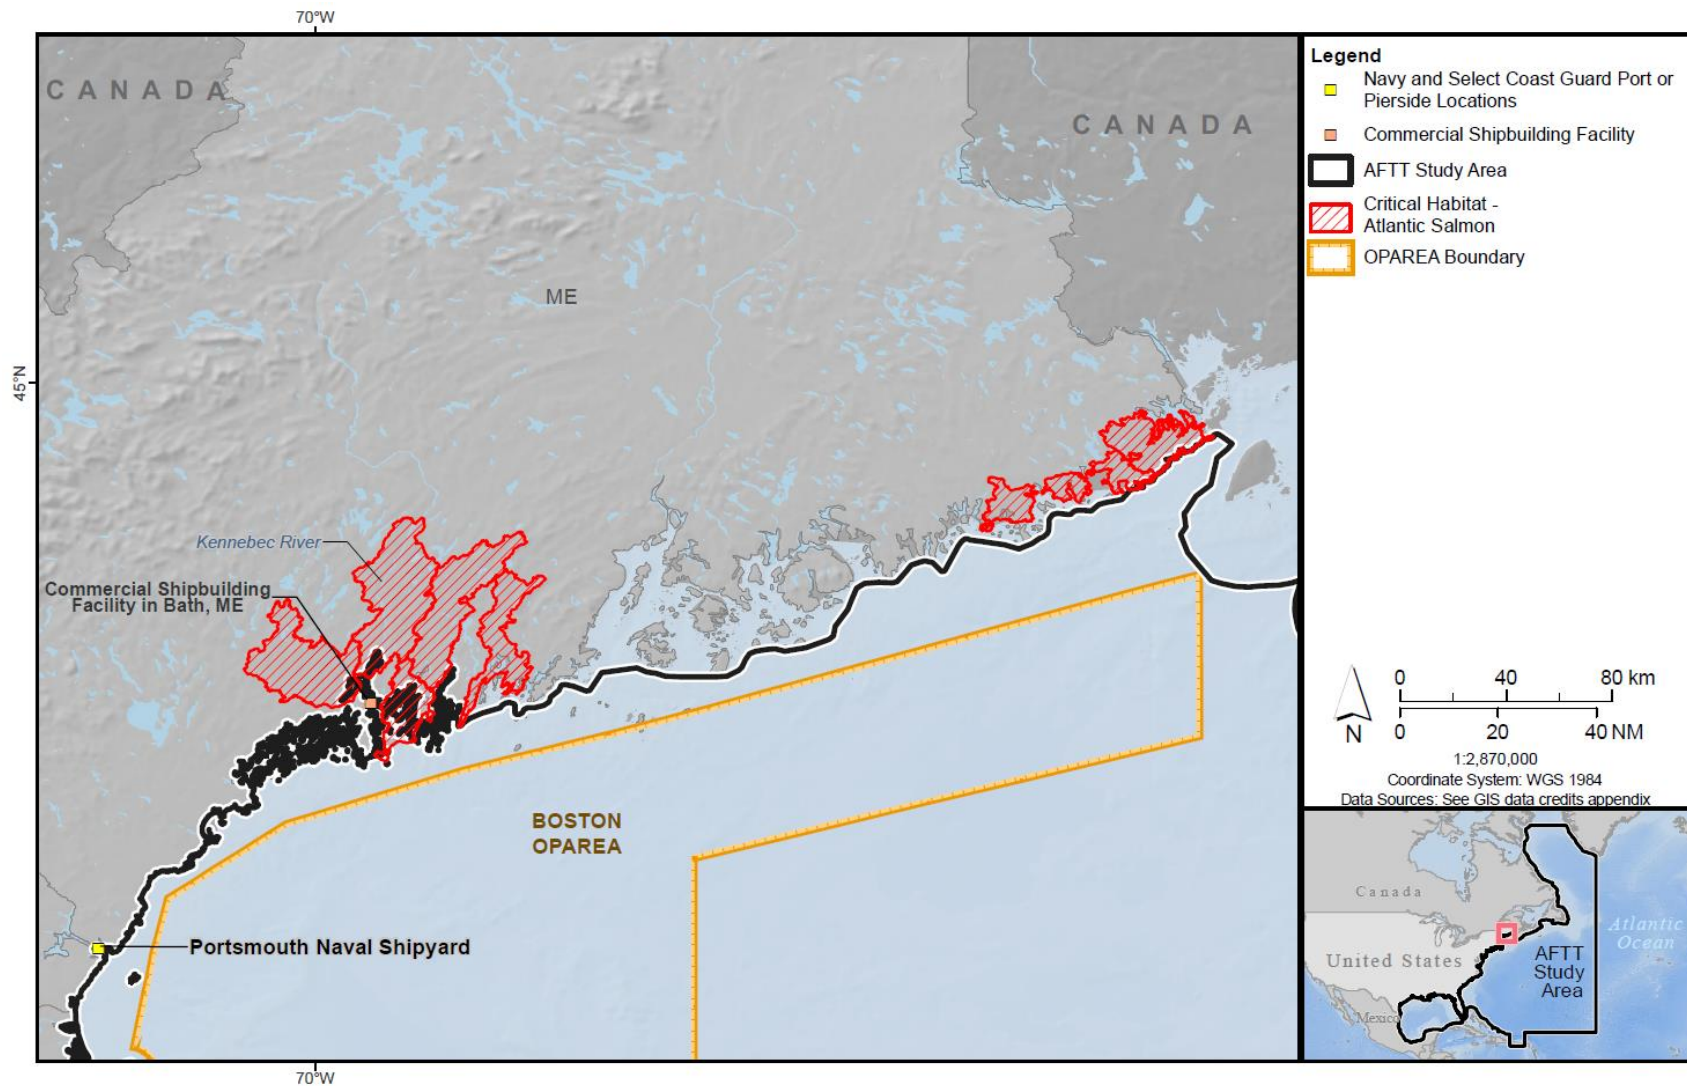 70°W
CANADA
CANADA
ME
45°N
Kennebec River
Commercial Shipbuilding
Facility in Bath, ME
BOSTON
OPAREA
Portsmouth Naval Shipyard
70°W
Legend
Navy and Select Coast Guard Port or
Pierside Locations
Commercial Shipbuilding Facility
AFTT Study Area
Critical Habitat -
Atlantic Salmon
OPAREA Boundary
0 40 80 km
N
0 20 40 NM
1:2,870,000
Coordinate System: WGS 1984
Data Sources: See GIS data credits appendix
Canada
Atlantic
Ocean
United States
AFTT
Study
Area
Mexico